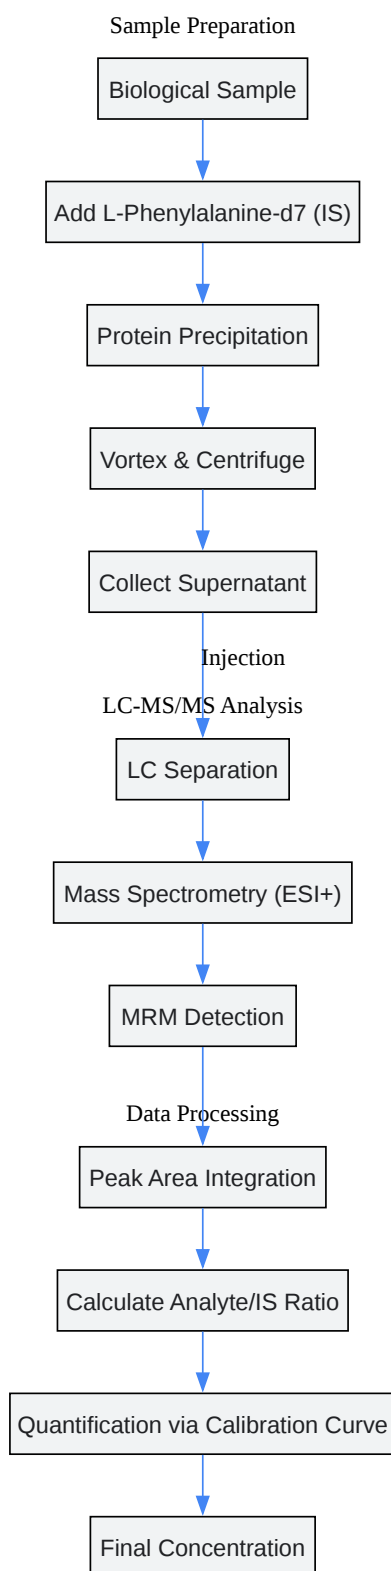 Sample Preparation
Biological Sample
Add L-Phenylalanine-d7 (IS)
Protein Precipitation
Vortex & Centrifuge
Collect Supernatant
Injection
LC-MS/MS Analysis
LC Separation
Mass Spectrometry (ESI+)
MRM Detection
Data Processing
Peak Area Integration
Calculate Analyte/IS Ratio
Quantification via Calibration Curve
Final Concentration